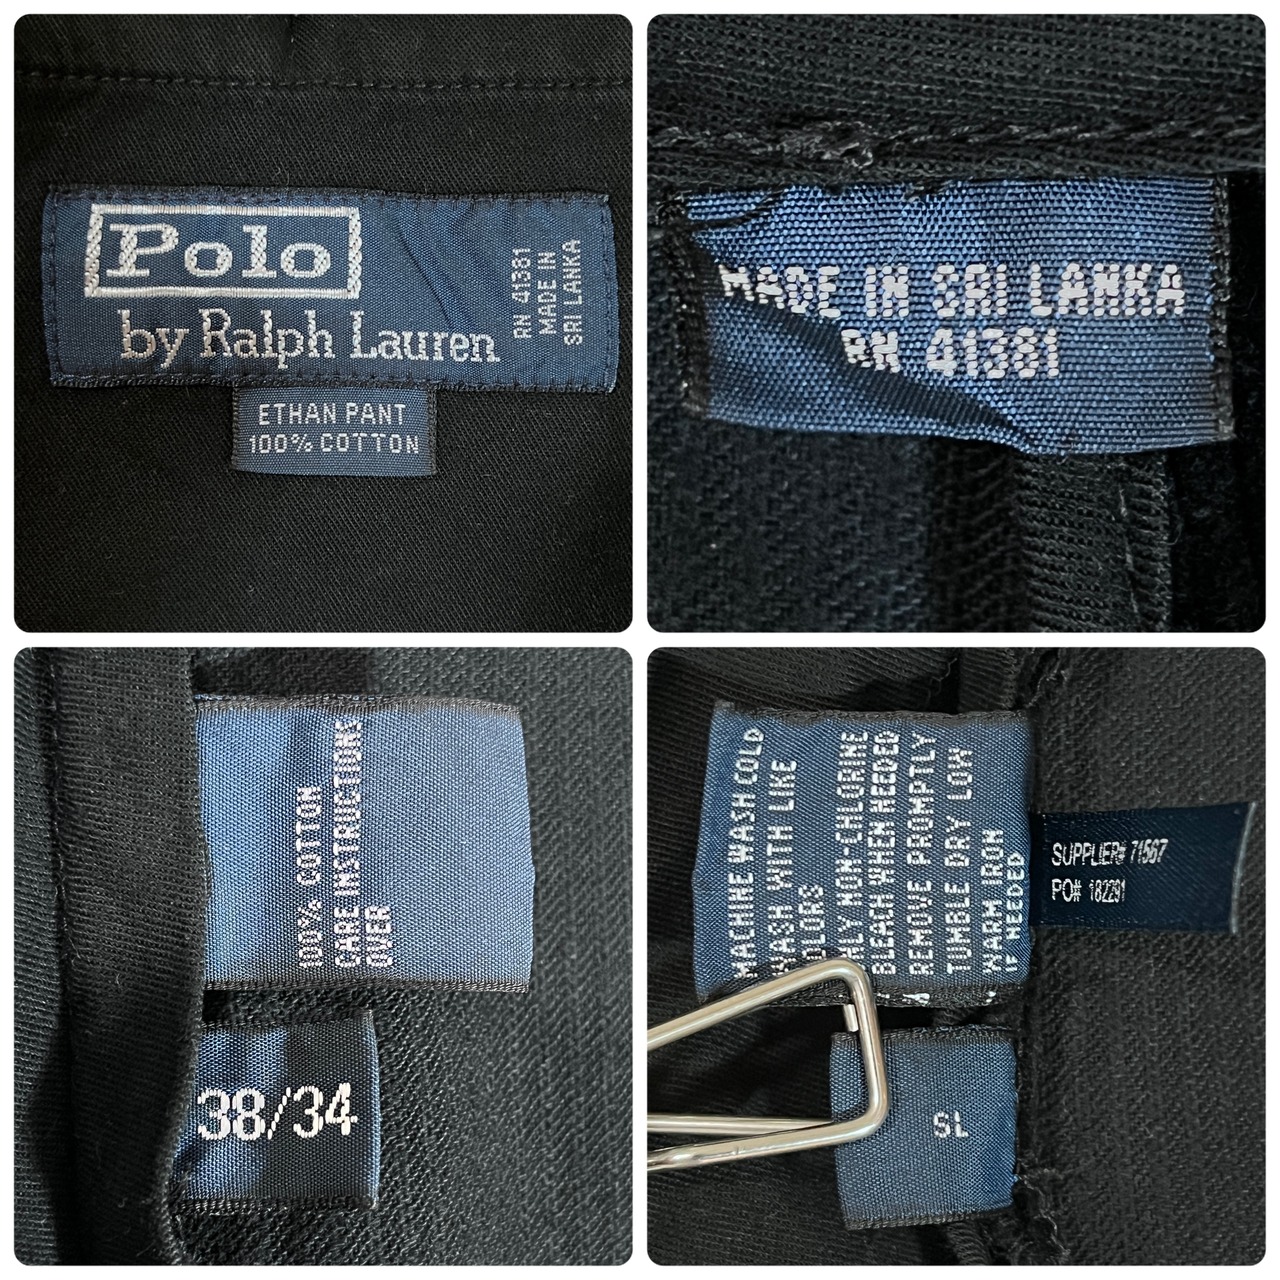 Polo
by Ralph Lauren
RN 41381
MADE IN
SRI LANKA
ETHAN PANT
100% COTTON
MADE IN SRI LANKA
RN 41381
100% COTTON
CARE INSTRUCTIONS
OVER
38/34
MACHINE WASH COLD
WASH WITH LIKE
COLORS
ONLY NON-CHLORINE
BLEACH WHEN NEEDED
REMOVE PROMPTLY
TUMBLE DRY LOW
WARM IRON
IF NEEDED
SUPPLIER# 71567
PO# 182291
SL